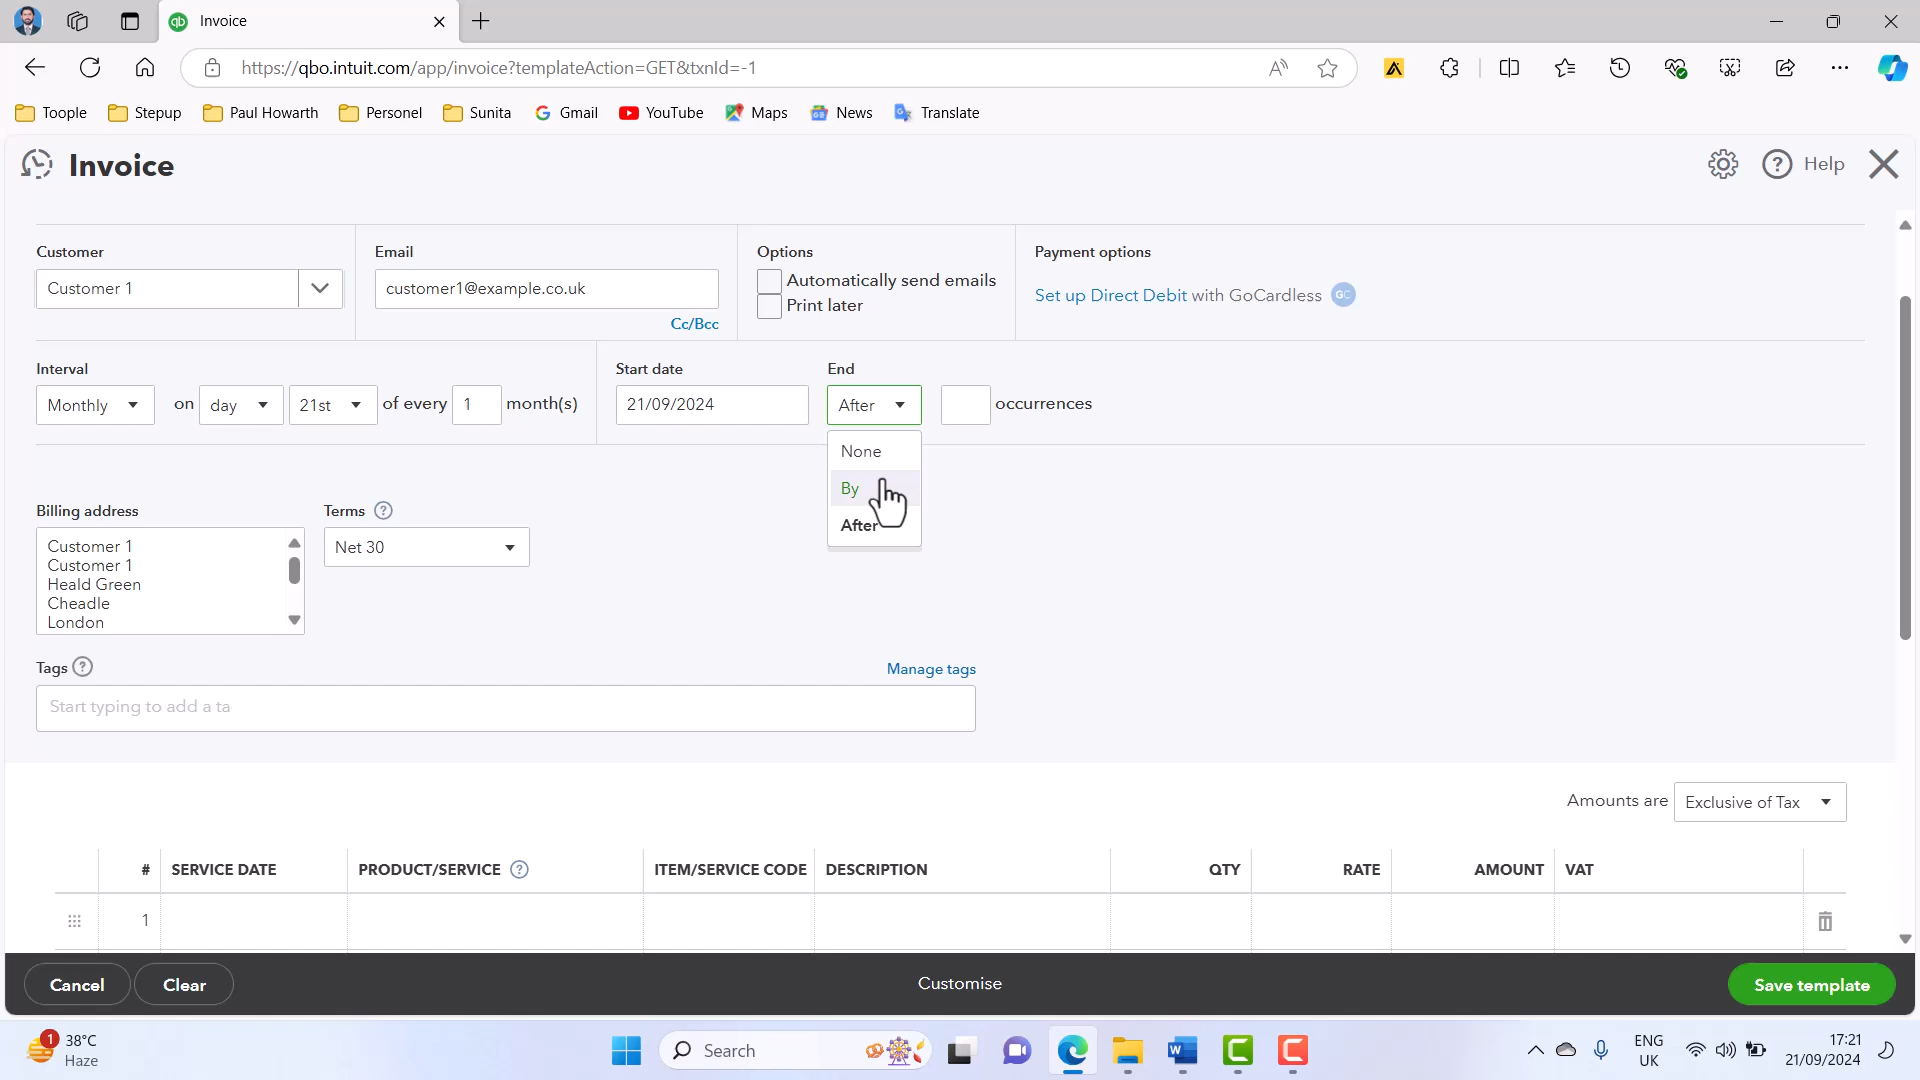 Invoice
https://qbo.intuit.com/app/invoice?templateAction=GET&txnId=-1
Toople
Stepup
Paul Howarth
Personel
Sunita
Gmail
YouTube
Maps
News
Translate
Invoice
Help
Customer
Email
Options
Payment options
Customer 1
customer1@example.co.uk
Automatically send emails
Print later
Set up Direct Debit with GoCardless GC
Cc/Bcc
Interval
Start date
End
Monthly on day 21st of every 1 month(s)
21/09/2024
After
occurrences
None
By
After
Billing address
Terms ?
Customer 1
Customer 1
Heald Green
Cheadle
London
Net 30
Tags ?
Manage tags
Start typing to add a ta
Amounts are Exclusive of Tax
# SERVICE DATE PRODUCT/SERVICE ? ITEM/SERVICE CODE DESCRIPTION QTY RATE AMOUNT VAT
1
Cancel
Clear
Customise
Save template
1
38°C
Haze
Search
ENG
UK
17:21
21/09/2024